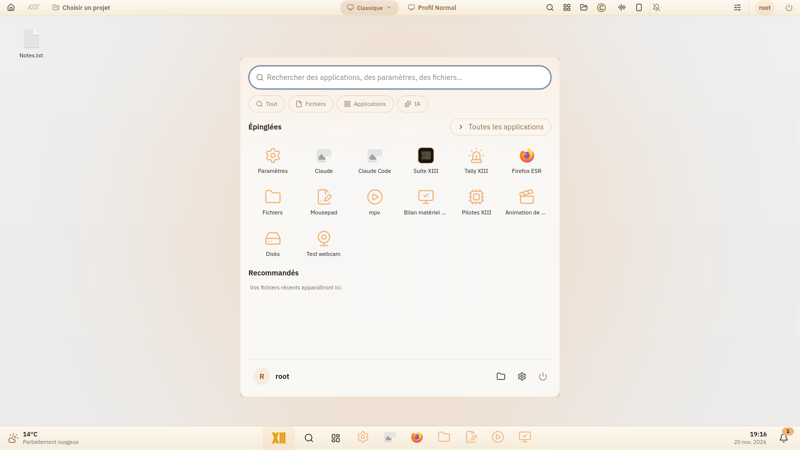 Choisir un projet
Classique
Profil Normal
root
Notes.txt
Rechercher des applications, des paramètres, des fichiers...
Tout
Fichiers
Applications
IA
Épinglées
Toutes les applications
Paramètres
Claude
Claude Code
Suite XIII
Tally XIII
Firefox ESR
Fichiers
Mousepad
mpv
Bilan matériel ...
Pilotes XIII
Animation de ...
Disks
Test webcam
Recommandés
Vos fichiers récents apparaîtront ici.
R
root
14°C
Partiellement nuageux
XIII
19:16
20 nov. 2026
1